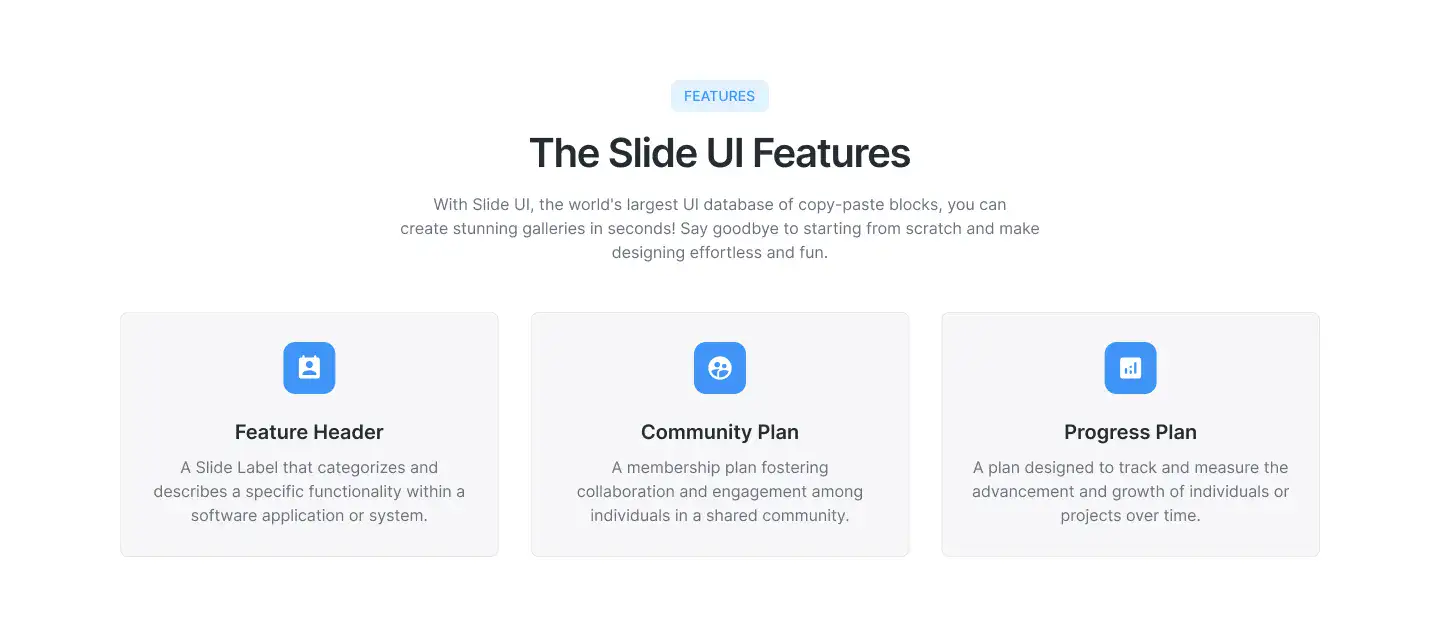 FEATURES
The Slide UI Features
With Slide UI, the world's largest UI database of copy-paste blocks, you can
create stunning galleries in seconds! Say goodbye to starting from scratch and make
designing effortless and fun.
Feature Header
A Slide Label that categorizes and
describes a specific functionality within a
software application or system.
Community Plan
A membership plan fostering
collaboration and engagement among
individuals in a shared community.
Progress Plan
A plan designed to track and measure the
advancement and growth of individuals or
projects over time.